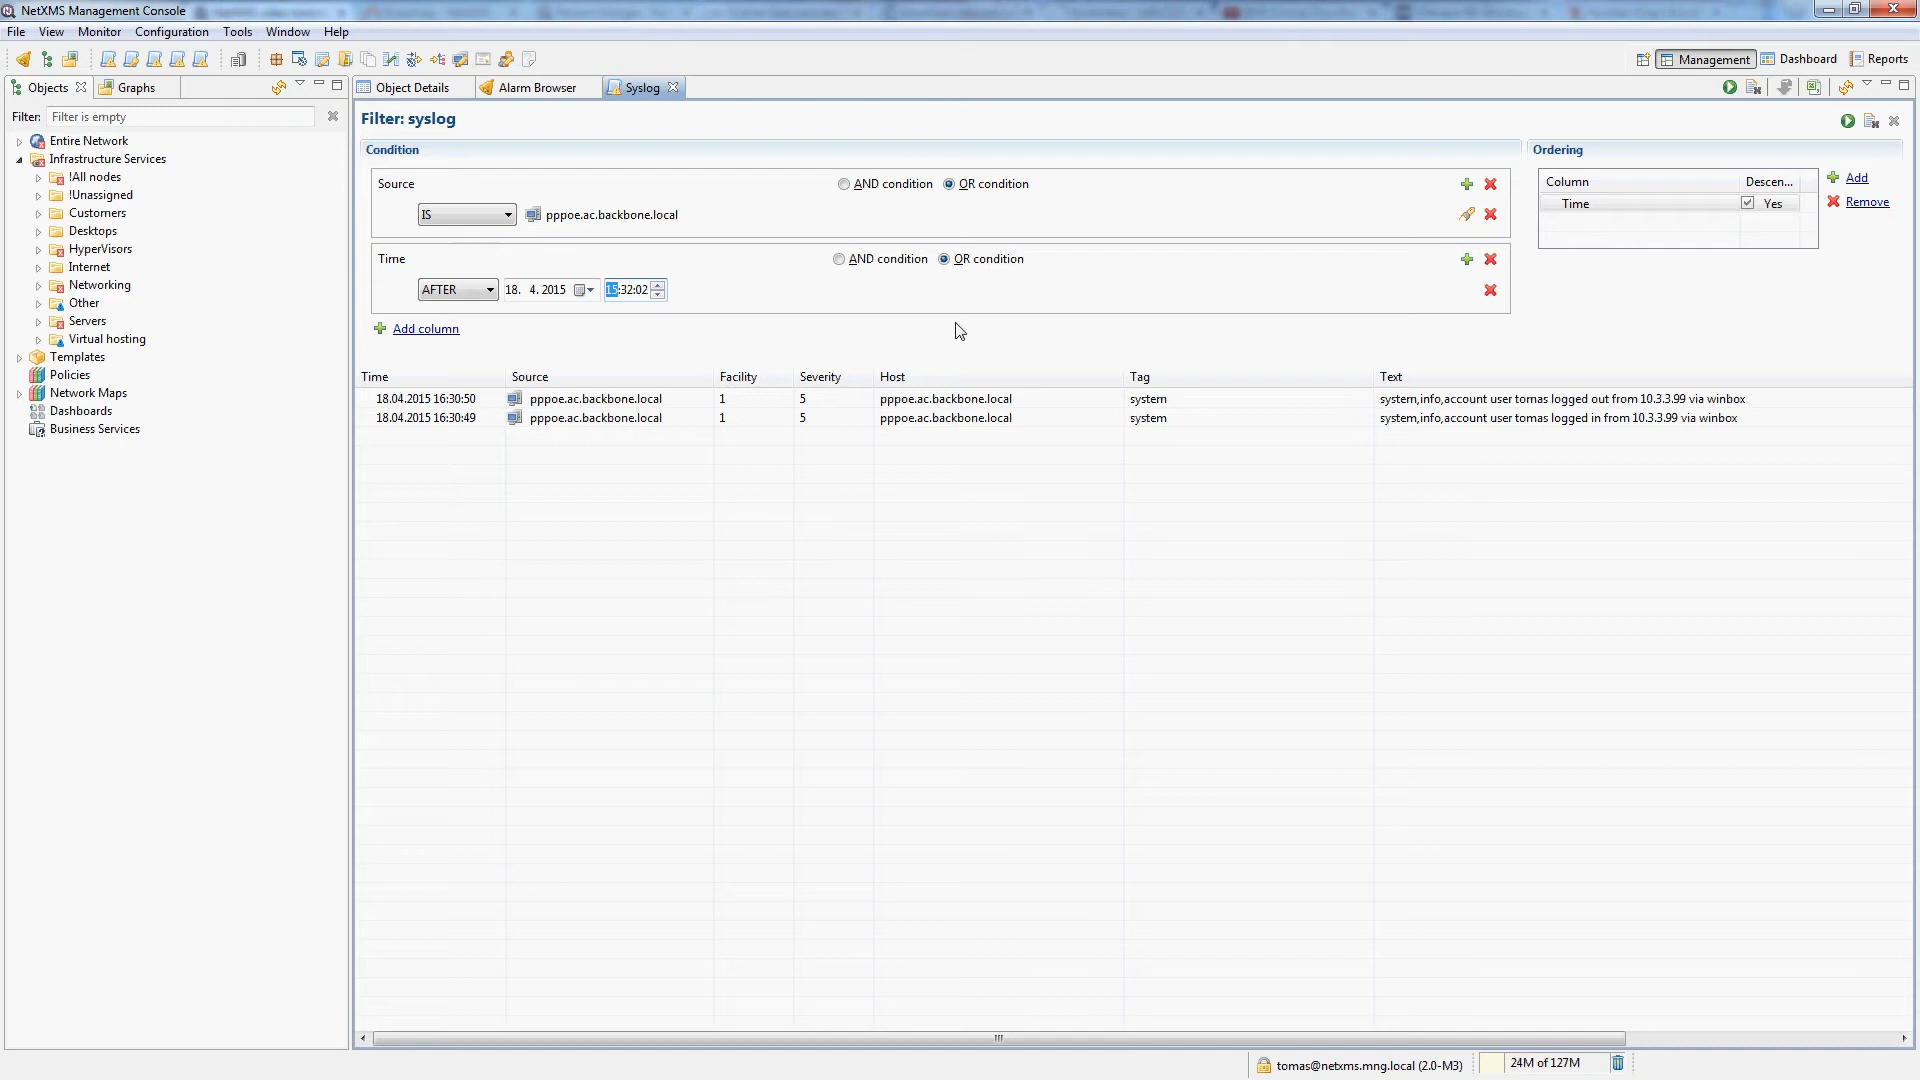 NetXMS Management Console
File View Monitor Configuration Tools Window Help
Management Dashboard Reports
Objects Graphs
Object Details Alarm Browser Syslog
Filter: Filter is empty
Entire Network
Infrastructure Services
!All nodes
!Unassigned
Customers
Desktops
HyperVisors
Internet
Networking
Other
Servers
Virtual hosting
Templates
Policies
Network Maps
Dashboards
Business Services
Filter: syslog
Condition
Source AND condition OR condition
IS pppoe.ac.backbone.local
Time AND condition OR condition
AFTER 18. 4. 2015 15:32:02
Add column
Ordering
Column Descen...
Time Yes
Add
Remove
Time Source Facility Severity Host Tag Text
18.04.2015 16:30:50 pppoe.ac.backbone.local 1 5 pppoe.ac.backbone.local system system,info,account user tomas logged out from 10.3.3.99 via winbox
18.04.2015 16:30:49 pppoe.ac.backbone.local 1 5 pppoe.ac.backbone.local system system,info,account user tomas logged in from 10.3.3.99 via winbox
tomas@netxms.mng.local (2.0-M3) 24M of 127M